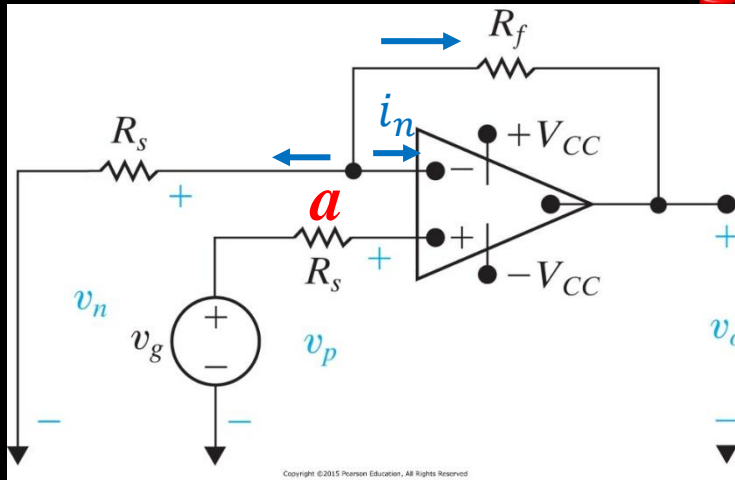 R_f
i_n
+V_CC
R_s
+
−
a
+
R_s
+
−V_CC
+
v_n
+
v_g
−
v_p
−
−
−
Copyright ©2015 Pearson Education, All Rights Reserved